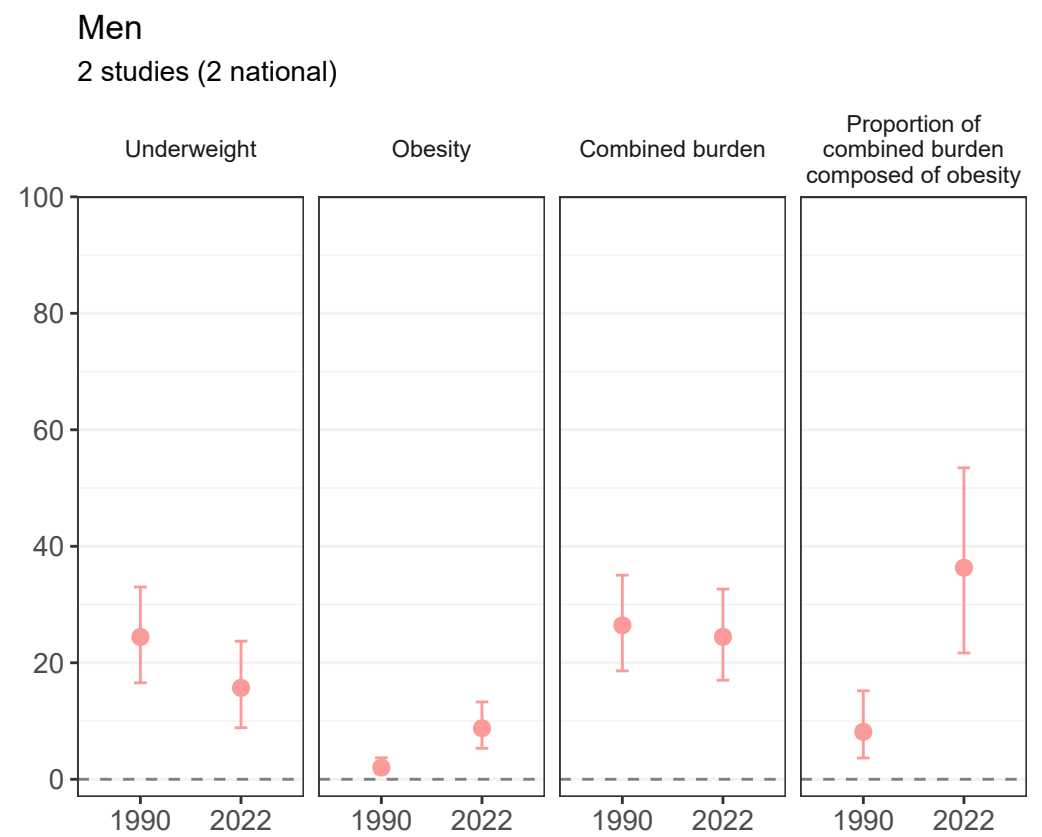 Men
2 studies (2 national)
Underweight
Obesity
Combined burden
Proportion of
combined burden
composed of obesity
100
80
60
40
20
0
1990 2022 1990 2022 1990 2022 1990 2022